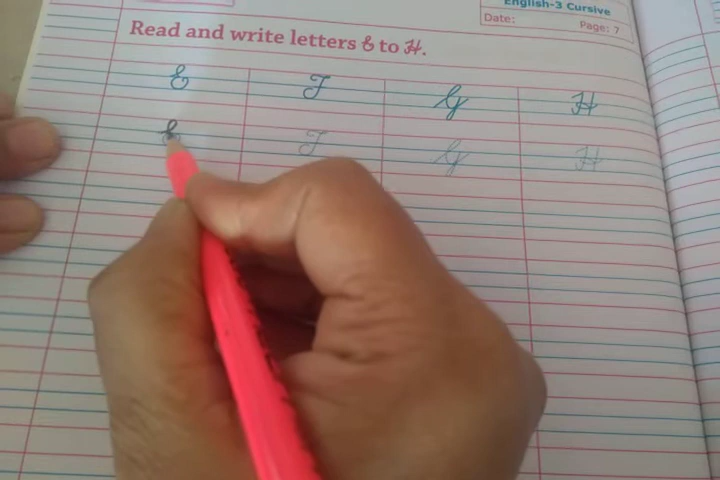 English-3 Cursive
Date: Page: 7
Read and write letters E to H.
E F G H
E F G H